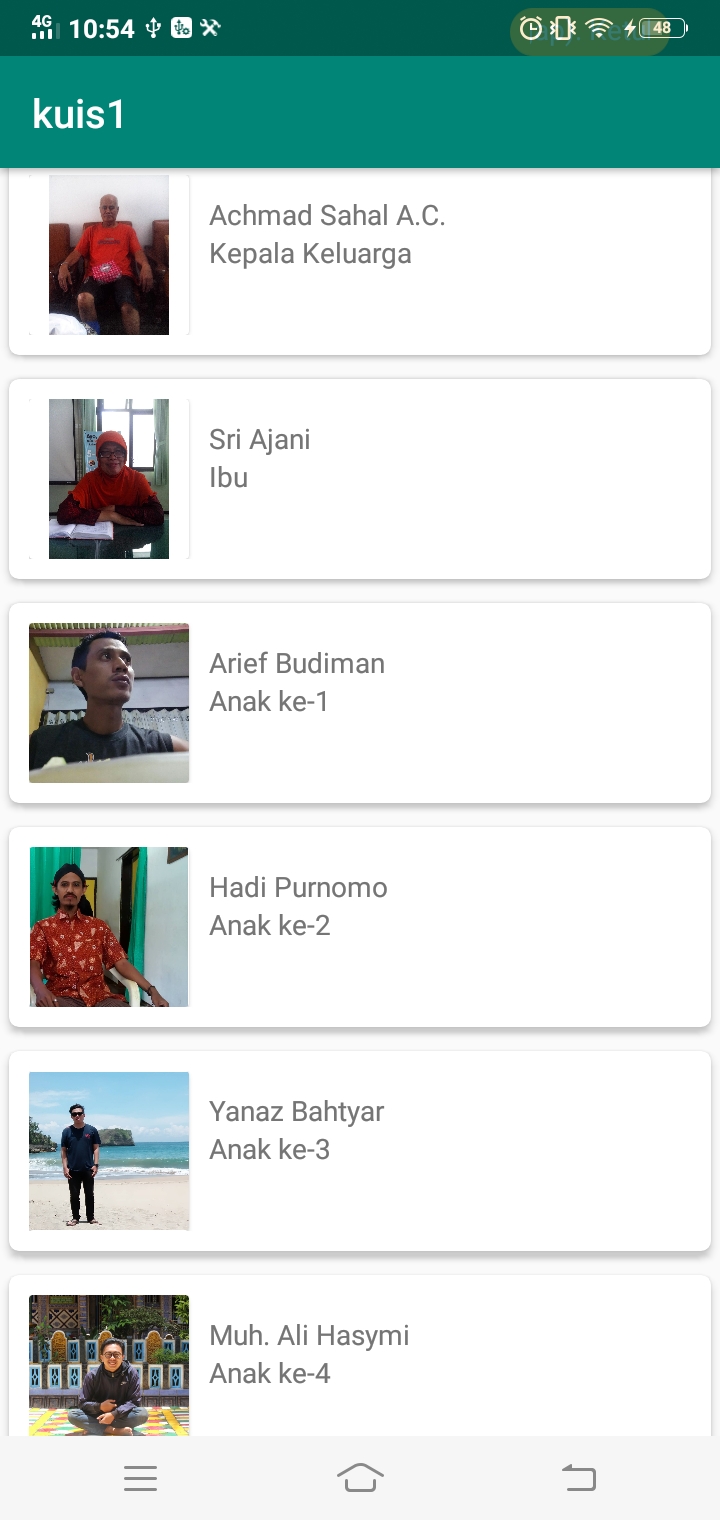 4G 10:54 48
kuis1
Achmad Sahal A.C.
Kepala Keluarga
Sri Ajani
Ibu
Arief Budiman
Anak ke-1
Hadi Purnomo
Anak ke-2
Yanaz Bahtyar
Anak ke-3
Muh. Ali Hasymi
Anak ke-4